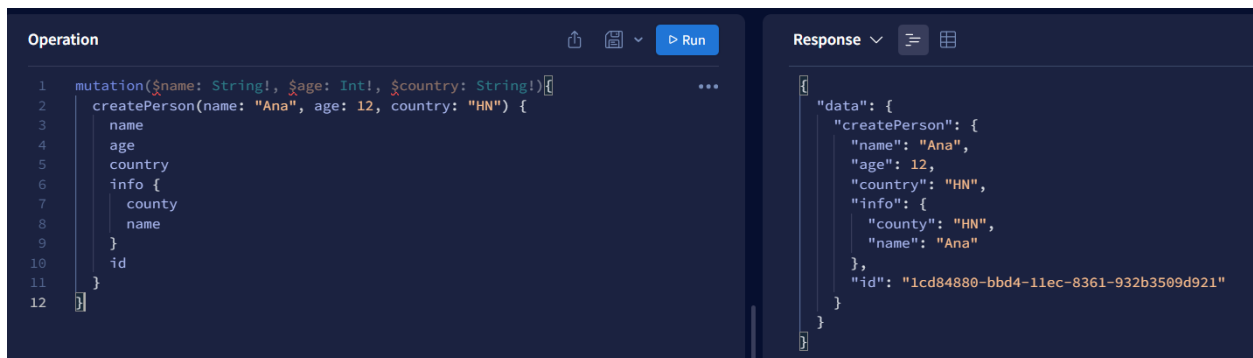 Operation
Run
1 mutation($name: String!, $age: Int!, $country: String!){
2 createPerson(name: "Ana", age: 12, country: "HN") {
3 name
4 age
5 country
6 info {
7 county
8 name
9 }
10 id
11 }
12 }
Response
{
"data": {
"createPerson": {
"name": "Ana",
"age": 12,
"country": "HN",
"info": {
"county": "HN",
"name": "Ana"
},
"id": "1cd84880-bbd4-11ec-8361-932b3509d921"
}
}
}